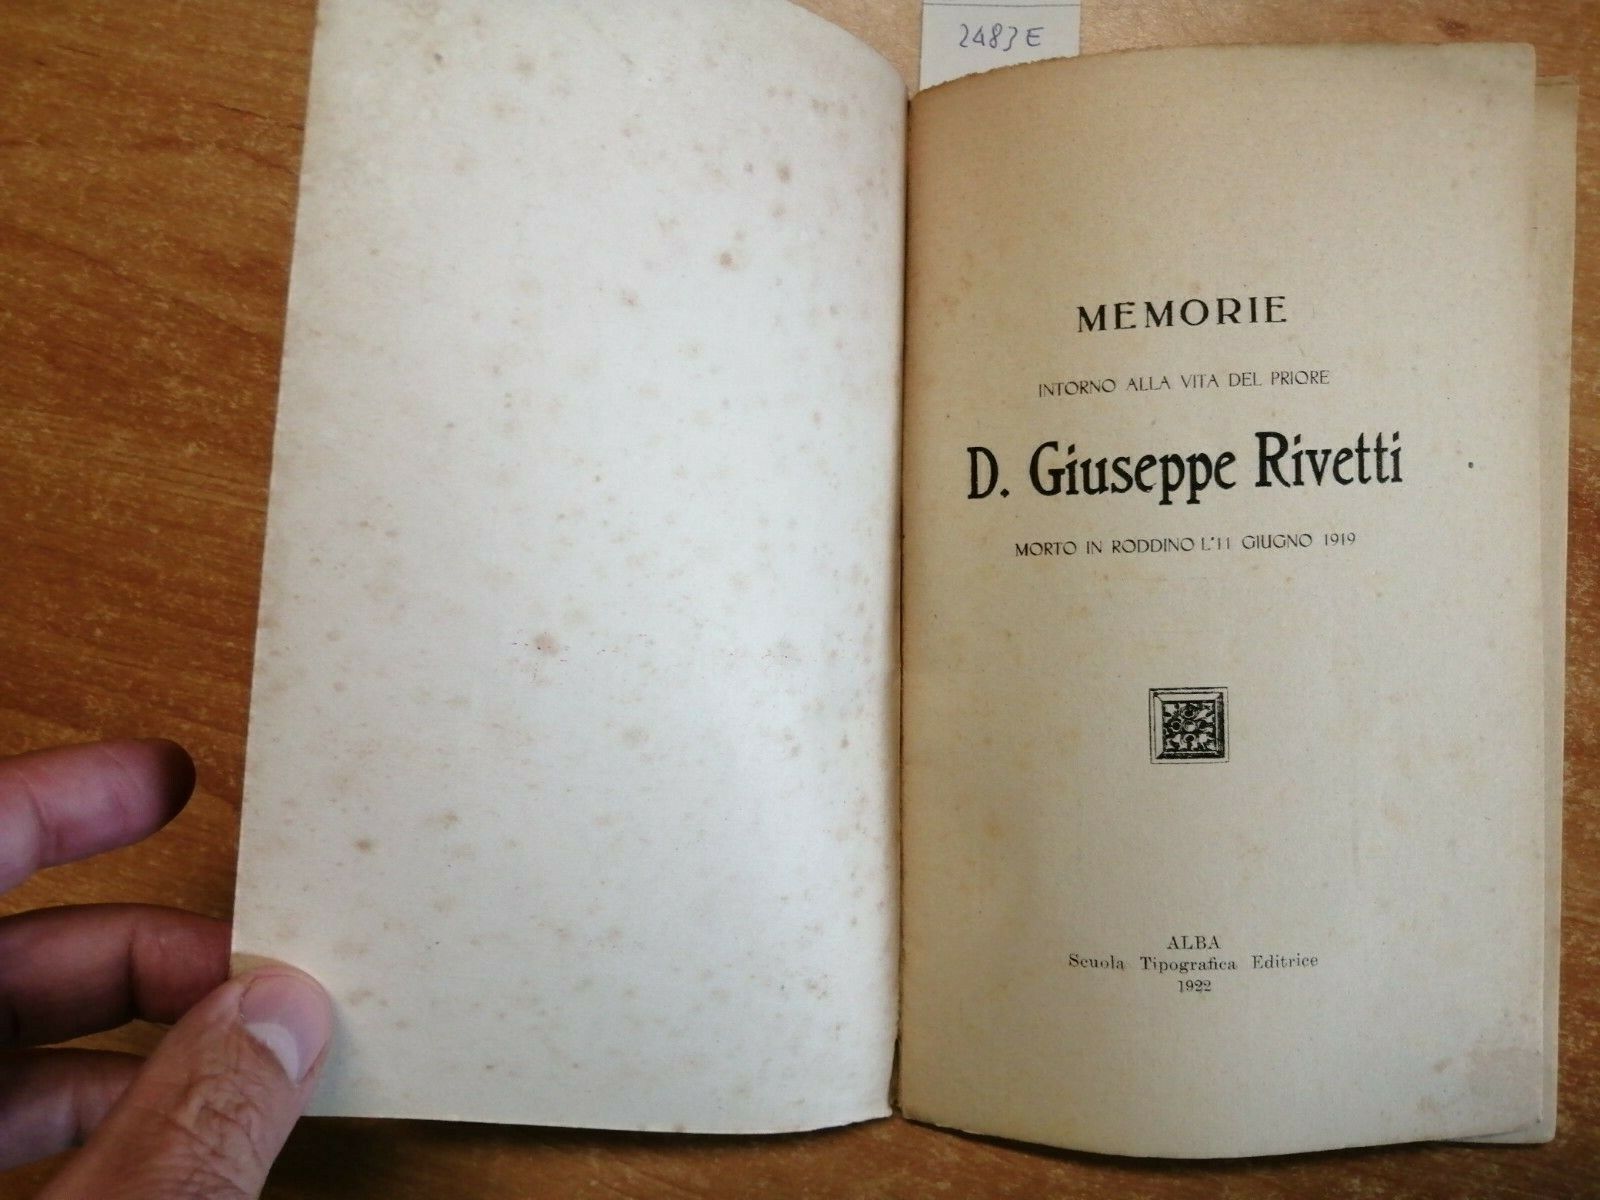 2483E
MEMORIE
INTORNO ALLA VITA DEL PRIORE
D. Giuseppe Rivetti
MORTO IN RODDINO L'11 GIUGNO 1919
ALBA
Scuola Tipografica Editrice
1922